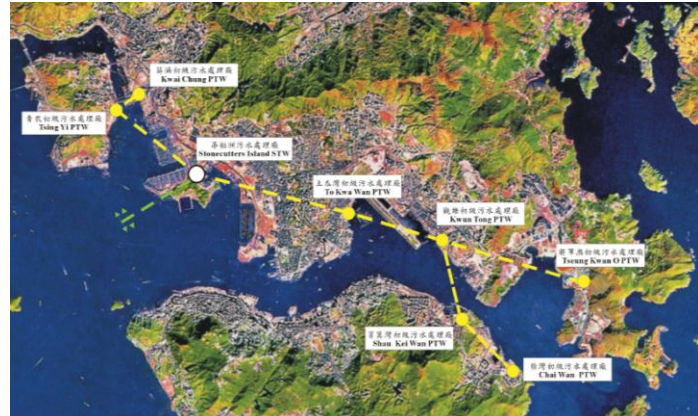 葵涌初級污水處理廠
Kwai Chung PTW
青衣初級污水處理廠
Tsing Yi PTW
昂船洲污水處理廠
Stonecutters Island STW
土瓜灣初級污水處理廠
To Kwa Wan PTW
觀塘初級污水處理廠
Kwun Tong PTW
將軍澳初級污水處理廠
Tseung Kwan O PTW
筲箕灣初級污水處理廠
Shau Kei Wan PTW
柴灣初級污水處理廠
Chai Wan PTW